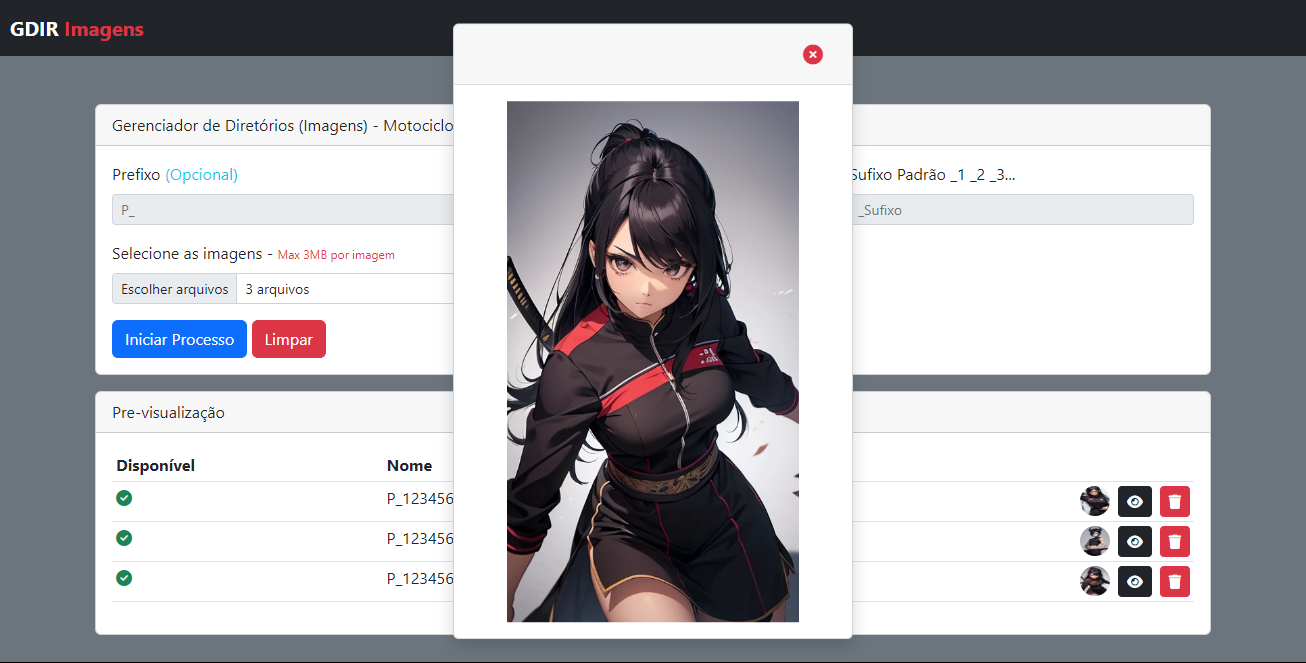 GDIR Imagens
Gerenciador de Diretórios (Imagens) - Motociclo
Prefixo (Opcional)
Sufixo Padrão _1 _2 _3...
P_
_Sufixo
Selecione as imagens - Max 3MB por imagem
Escolher arquivos 3 arquivos
Iniciar Processo Limpar
Pre-visualização
Disponível Nome
P_123456
P_123456
P_123456